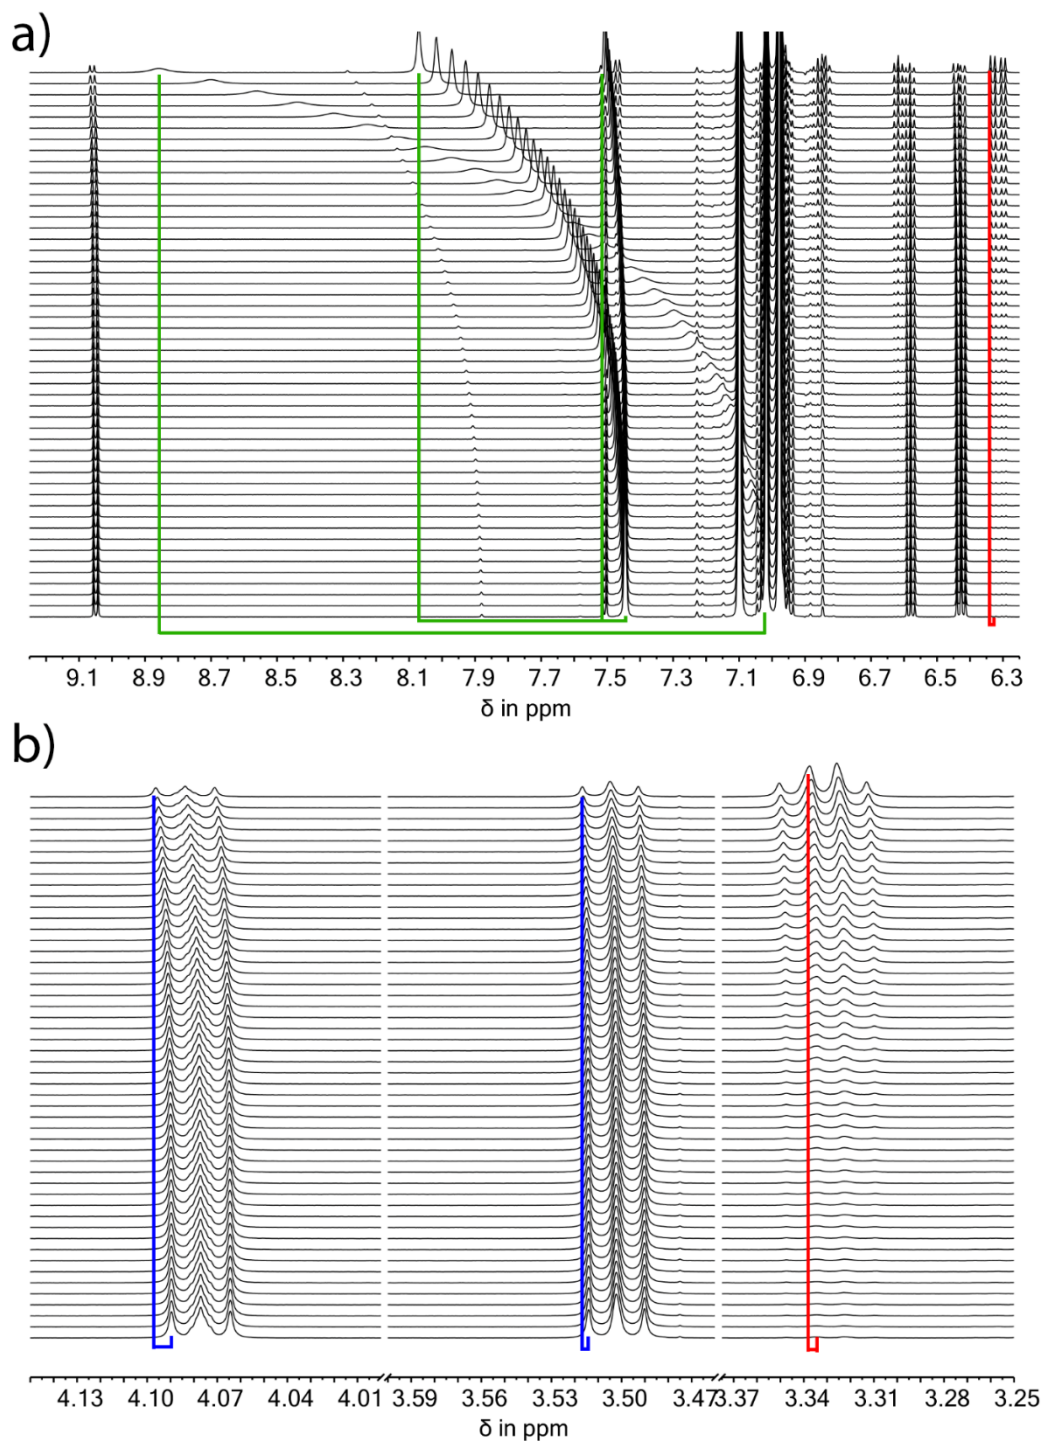 a)
9.1 8.9 8.7 8.5 8.3 8.1 7.9 7.7 7.5 7.3 7.1 6.9 6.7 6.5 6.3
δ in ppm
b)
4.13 4.10 4.07 4.04 4.01 3.59 3.56 3.53 3.50 3.47 3.37 3.34 3.31 3.28 3.25
δ in ppm